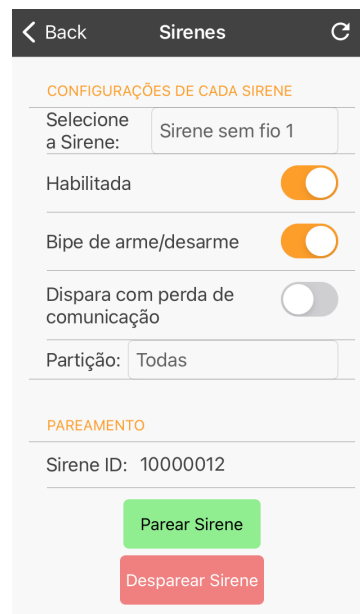 Back Sirenes
CONFIGURAÇÕES DE CADA SIRENE
Selecione
a Sirene: Sirene sem fio 1
Habilitada
Bipe de arme/desarme
Dispara com perda de
comunicação
Partição: Todas
PAREAMENTO
Sirene ID: 10000012
Parear Sirene
Desparear Sirene